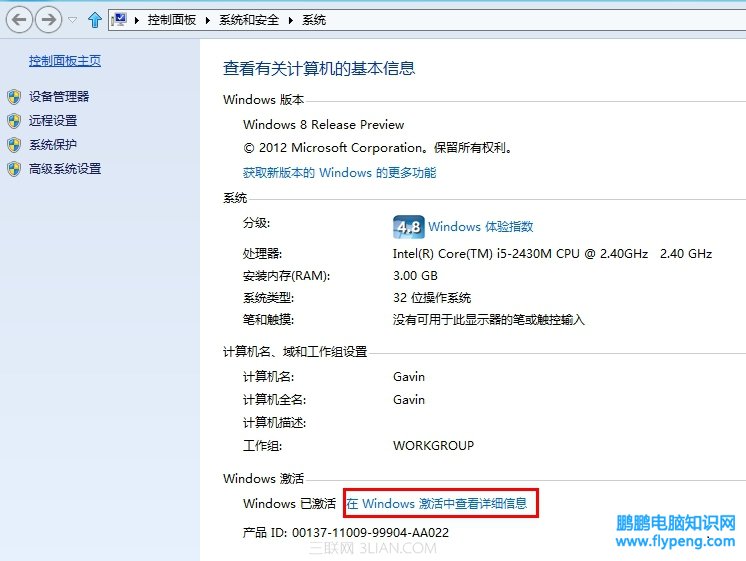 控制面板 系统和安全 系统
控制面板主页
设备管理器
远程设置
系统保护
高级系统设置
查看有关计算机的基本信息
Windows 版本
Windows 8 Release Preview
© 2012 Microsoft Corporation。保留所有权利。
获取新版本的 Windows 的更多功能
系统
分级: 4.8 Windows 体验指数
处理器: Intel(R) Core(TM) i5-2430M CPU @ 2.40GHz 2.40 GHz
安装内存(RAM): 3.00 GB
系统类型: 32 位操作系统
笔和触摸: 没有可用于此显示器的笔或触控输入
计算机名、域和工作组设置
计算机名: Gavin
计算机全名: Gavin
计算机描述:
工作组: WORKGROUP
Windows 激活
Windows 已激活 在 Windows 激活中查看详细信息
产品 ID: 00137-11009-99904-AA022
三联网 3LIAN.COM
鹏鹏电脑知识网
www.flypeng.com